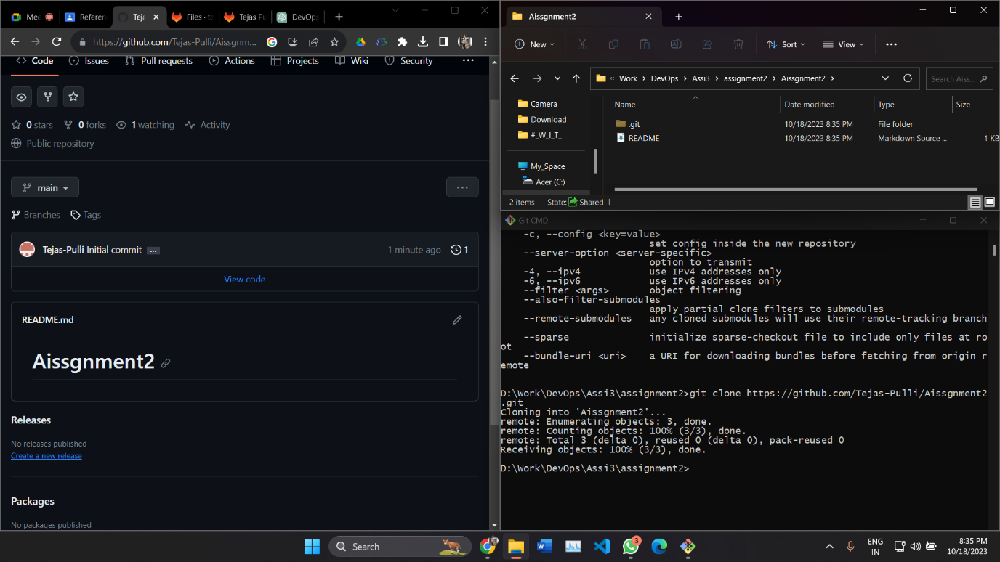 Mee
Referen
Teja
Files · te
Tejas Pu
DevOps
https://github.com/Tejas-Pulli/Aissgnm...
Code
Issues
Pull requests
Actions
Projects
Wiki
Security
0 stars
0 forks
1 watching
Activity
Public repository
main
Branches
Tags
Tejas-Pulli Initial commit ...
1 minute ago
1
View code
README.md
Aissgnment2
Releases
No releases published
Create a new release
Packages
No packages published
Aissgnment2
New
Sort
View
« Work > DevOps > Assi3 > assignment2 > Aissgnment2 >
Search Aiss...
Camera
Download
#_W_I_T_
My_Space
Acer (C:)
Name Date modified Type Size
.git 10/18/2023 8:35 PM File folder
README 10/18/2023 8:35 PM Markdown Source ... 1 KB
2 items | State: Shared |
Git CMD
-c, --config <key=value>
set config inside the new repository
--server-option <server-specific>
option to transmit
-4, --ipv4 use IPv4 addresses only
-6, --ipv6 use IPv6 addresses only
--filter <args> object filtering
--also-filter-submodules
apply partial clone filters to submodules
--remote-submodules any cloned submodules will use their remote-tracking branch
--sparse initialize sparse-checkout file to include only files at ro
ot
--bundle-uri <uri> a URI for downloading bundles before fetching from origin r
emote
D:\Work\DevOps\Assi3\assignment2>git clone https://github.com/Tejas-Pulli/Aissgnment2
.git
Cloning into 'Aissgnment2'...
remote: Enumerating objects: 3, done.
remote: Counting objects: 100% (3/3), done.
remote: Total 3 (delta 0), reused 0 (delta 0), pack-reused 0
Receiving objects: 100% (3/3), done.
D:\Work\DevOps\Assi3\assignment2>
Search
3
ENG
IN
8:35 PM
10/18/2023